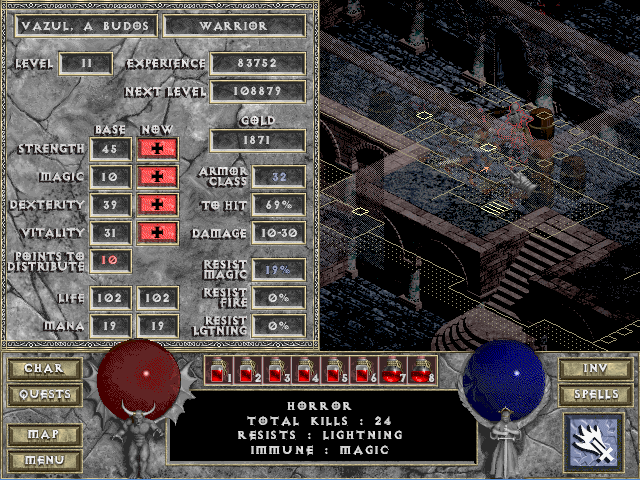 VAZUL, A BUDOS WARRIOR
LEVEL 11 EXPERIENCE 83752
NEXT LEVEL 108879
BASE NOW GOLD
1871
STRENGTH 45
MAGIC 10 ARMOR CLASS 32
DEXTERITY 39 TO HIT 69%
VITALITY 31 DAMAGE 10-30
POINTS TO DISTRIBUTE 10
RESIST MAGIC 19%
LIFE 102 102 RESIST FIRE 0%
MANA 19 19 RESIST LGTNING 0%
CHAR 1 2 3 4 5 6 7 8 INV
QUESTS SPELLS
MAP
MENU
HORROR
TOTAL KILLS : 24
RESISTS : LIGHTNING
IMMUNE : MAGIC